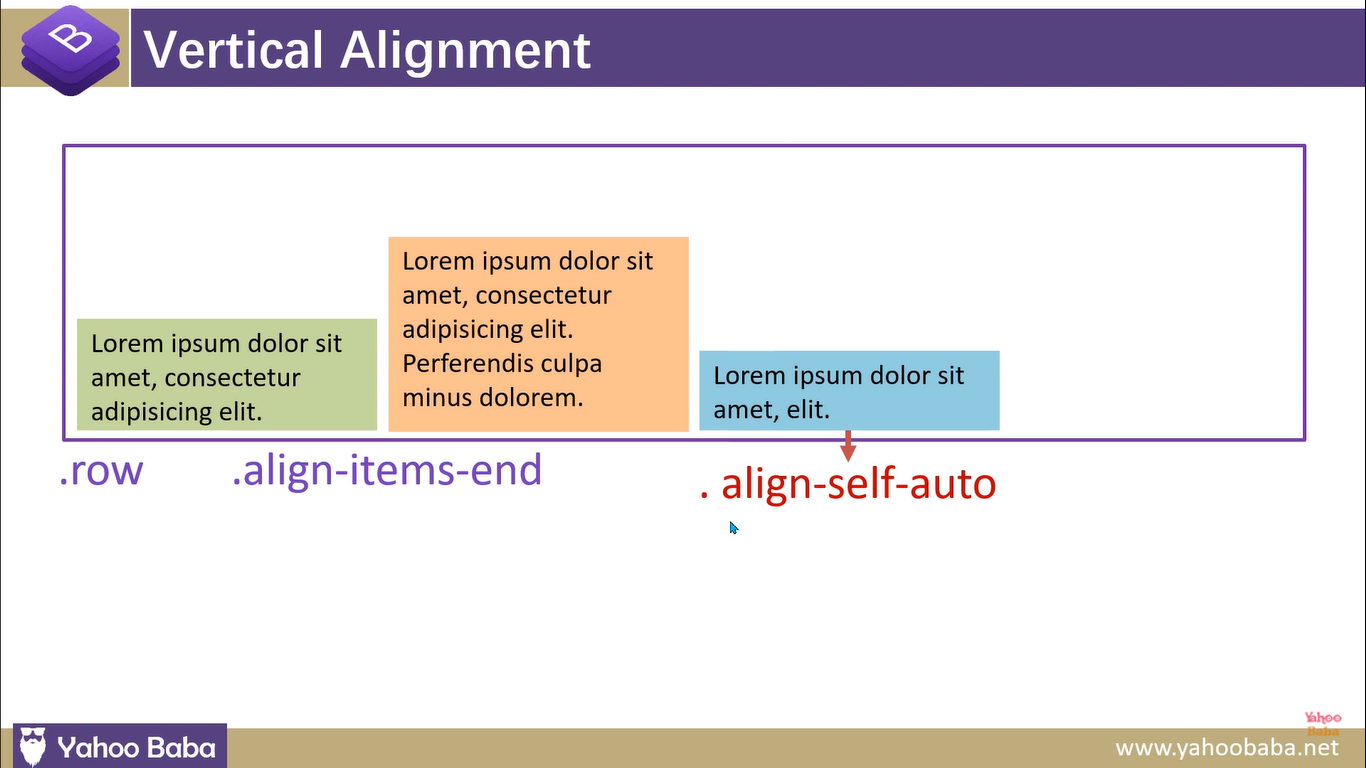 B
Vertical Alignment
Lorem ipsum dolor sit
amet, consectetur
adipisicing elit.
Lorem ipsum dolor sit
amet, consectetur
adipisicing elit.
Perferendis culpa
minus dolorem.
Lorem ipsum dolor sit
amet, elit.
.row
.align-items-end
. align-self-auto
Yahoo
Baba
Yahoo Baba
www.yahoobaba.net